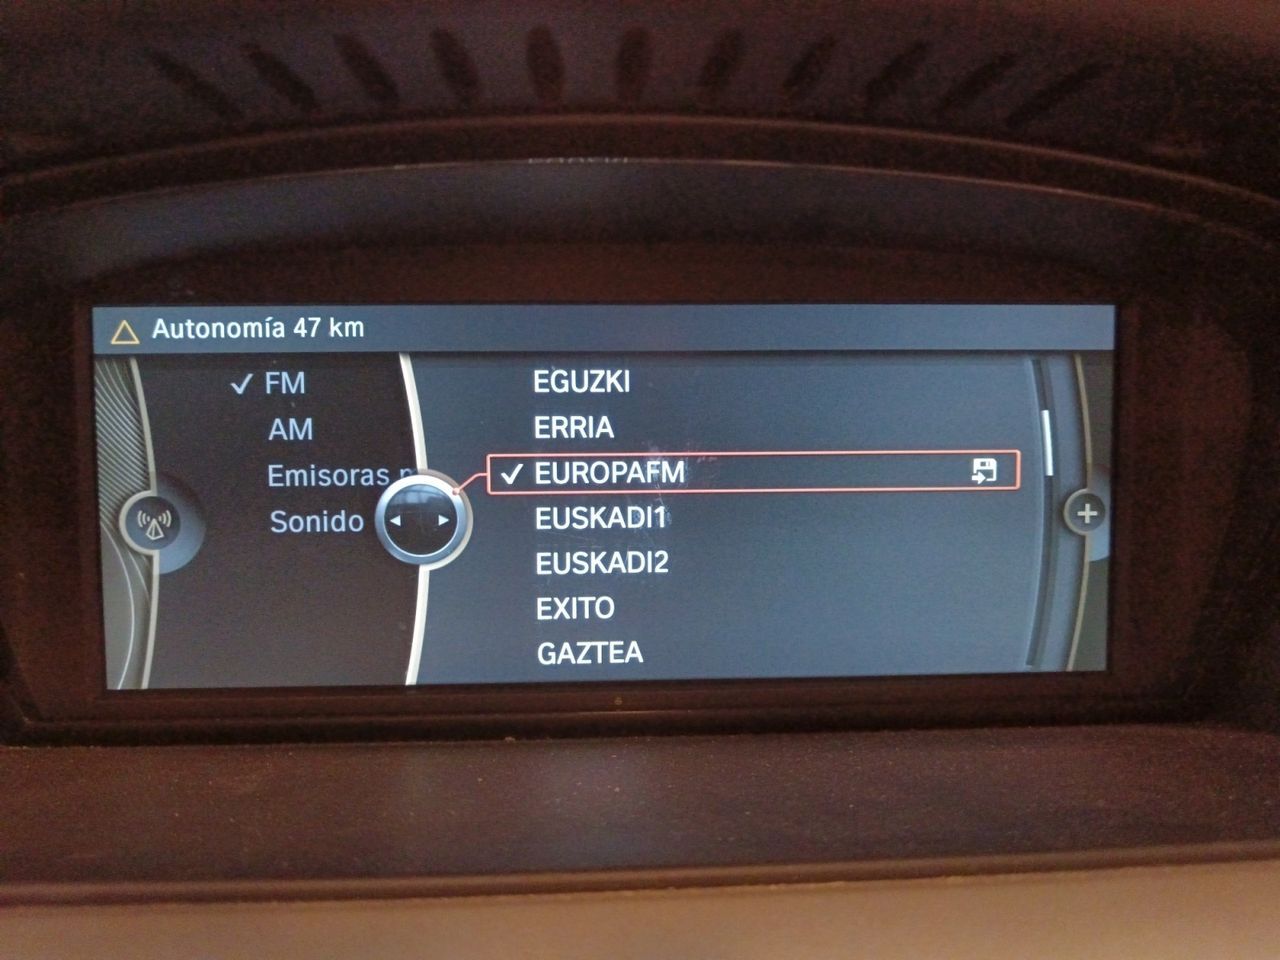 Autonomía 47 km
FM
AM
Emisoras
Sonido
EGUZKI
ERRIA
EUROPAFM
EUSKADI1
EUSKADI2
EXITO
GAZTEA